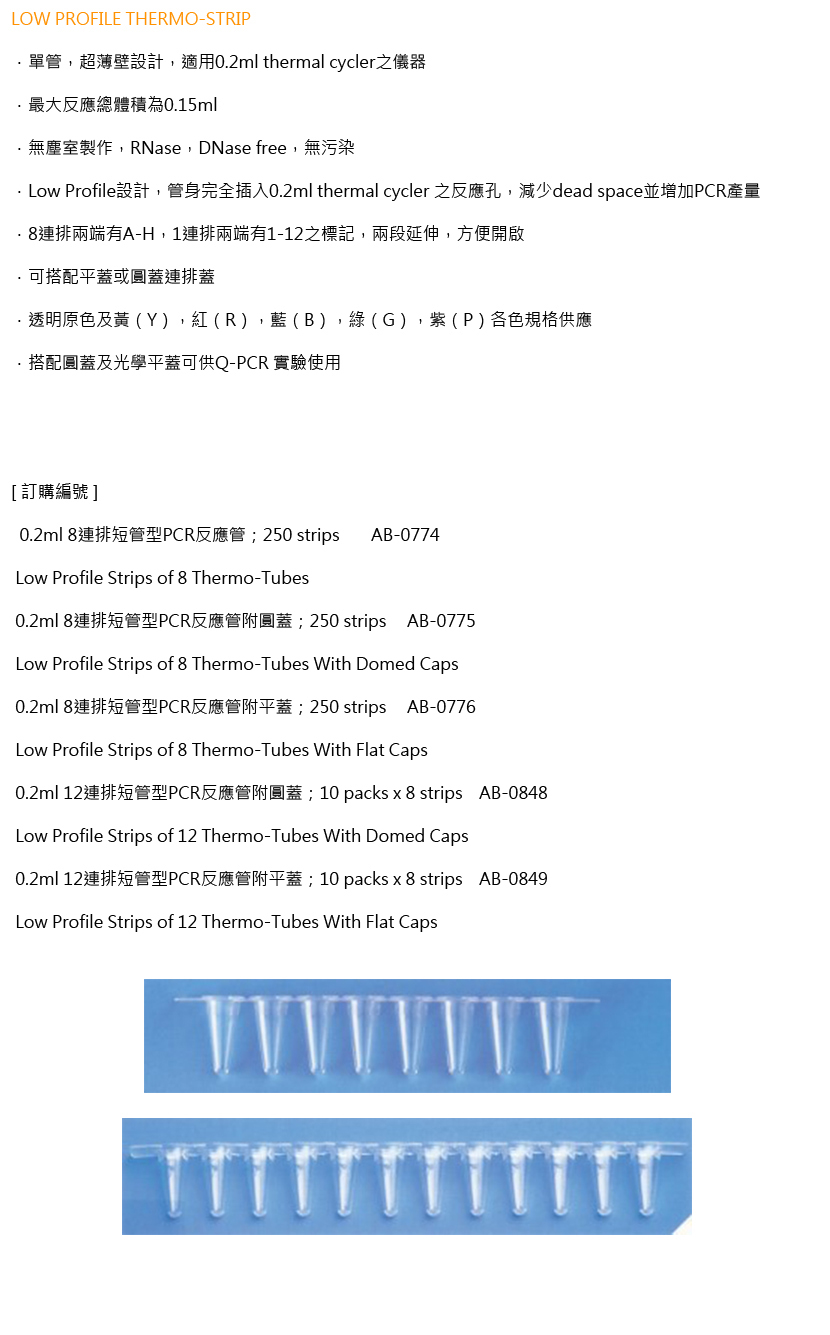 LOW PROFILE THERMO-STRIP
．單管，超薄壁設計，適用0.2ml thermal cycler之儀器
．最大反應總體積為0.15ml
．無塵室製作，RNase，DNase free，無污染
．Low Profile設計，管身完全插入0.2ml thermal cycler 之反應孔，減少dead space並增加PCR產量
．8連排兩端有A-H，1連排兩端有1-12之標記，兩段延伸，方便開啟
．可搭配平蓋或圓蓋連排蓋
．透明原色及黃（Y），紅（R），藍（B），綠（G），紫（P）各色規格供應
．搭配圓蓋及光學平蓋可供Q-PCR 實驗使用
[ 訂購編號 ]
0.2ml 8連排短管型PCR反應管；250 strips AB-0774
Low Profile Strips of 8 Thermo-Tubes
0.2ml 8連排短管型PCR反應管附圓蓋；250 strips AB-0775
Low Profile Strips of 8 Thermo-Tubes With Domed Caps
0.2ml 8連排短管型PCR反應管附平蓋；250 strips AB-0776
Low Profile Strips of 8 Thermo-Tubes With Flat Caps
0.2ml 12連排短管型PCR反應管附圓蓋；10 packs x 8 strips AB-0848
Low Profile Strips of 12 Thermo-Tubes With Domed Caps
0.2ml 12連排短管型PCR反應管附平蓋；10 packs x 8 strips AB-0849
Low Profile Strips of 12 Thermo-Tubes With Flat Caps